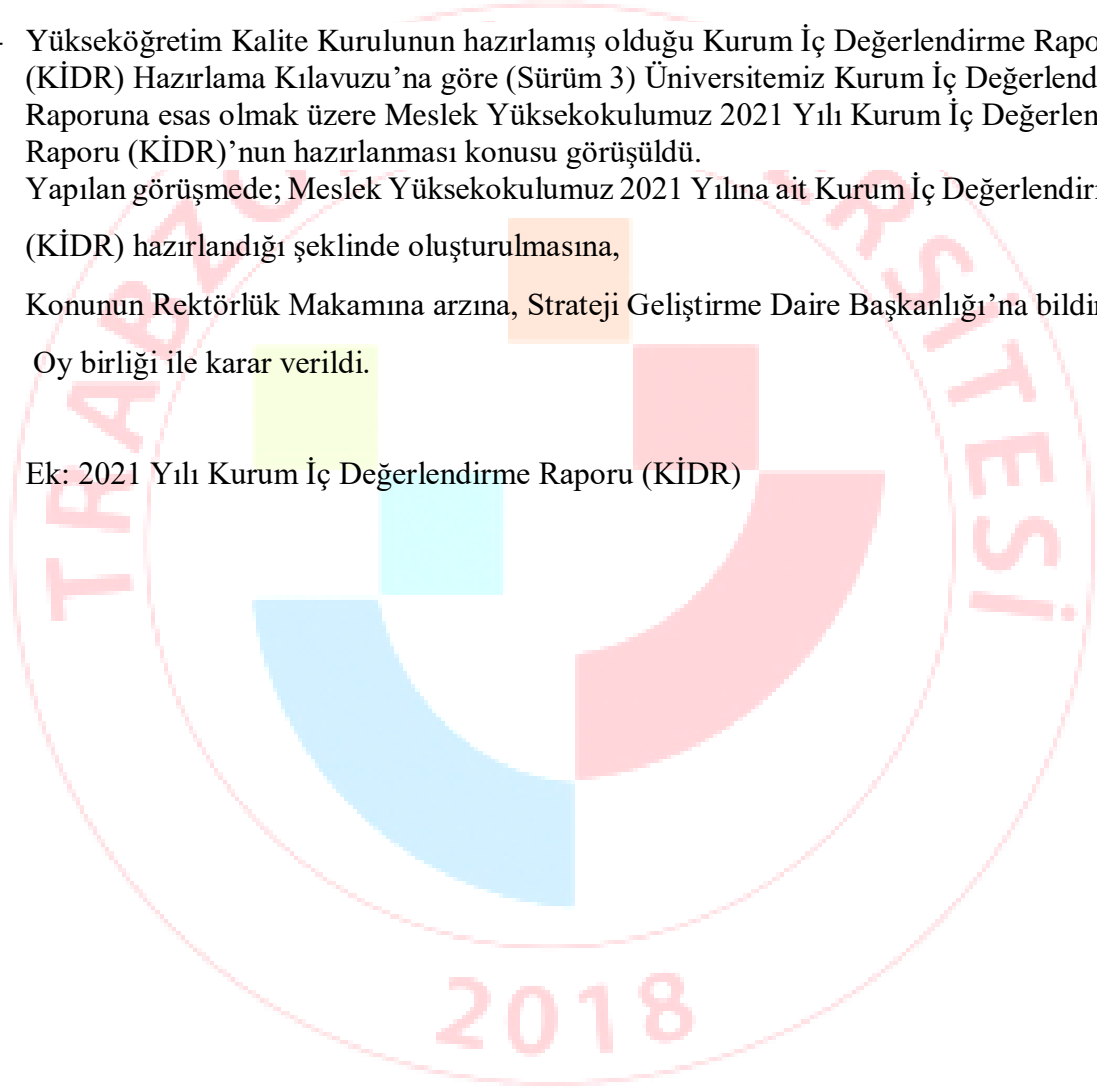 - Yükseköğretim Kalite Kurulunun hazırlamış olduğu Kurum İç Değerlendirme Rapo
(KİDR) Hazırlama Kılavuzu’na göre (Sürüm 3) Üniversitemiz Kurum İç Değerlend
Raporuna esas olmak üzere Meslek Yüksekokulumuz 2021 Yılı Kurum İç Değerlen
Raporu (KİDR)’nun hazırlanması konusu görüşüldü.
Yapılan görüşmede; Meslek Yüksekokulumuz 2021 Yılına ait Kurum İç Değerlendir
(KİDR) hazırlandığı şeklinde oluşturulmasına,
Konunun Rektörlük Makamına arzına, Strateji Geliştirme Daire Başkanlığı’na bildir
Oy birliği ile karar verildi.
Ek: 2021 Yılı Kurum İç Değerlendirme Raporu (KİDR)
2018